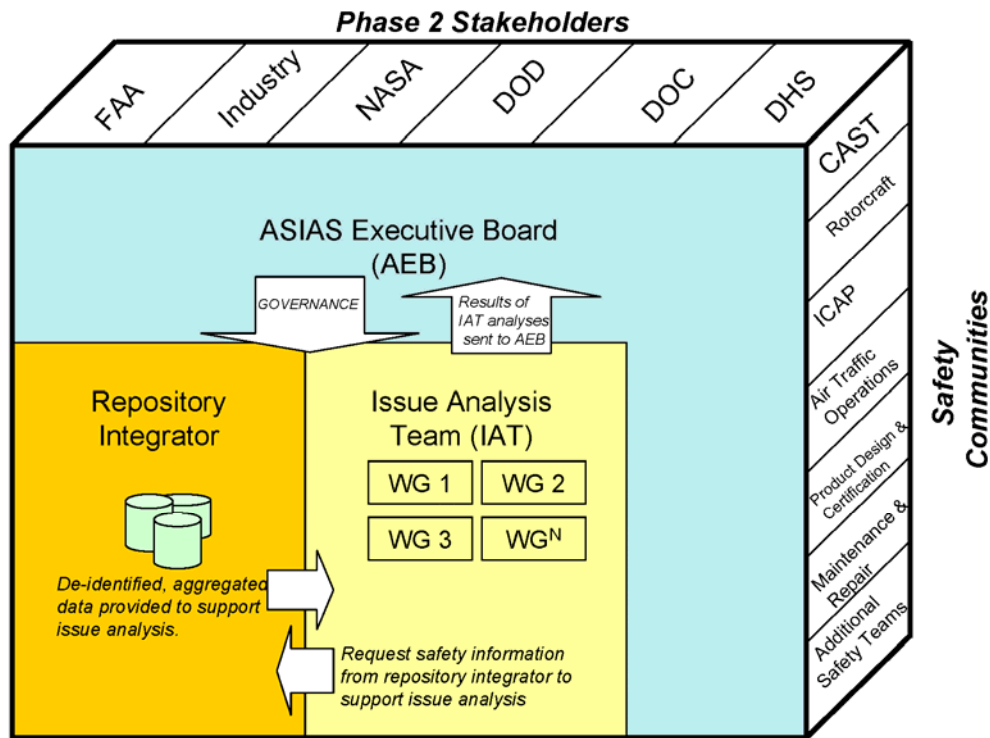 Phase 2 Stakeholders
FAA
Industry
NASA
DOD
DOC
DHS
CAST
Rotorcraft
ICAP
Air Traffic
Operations
Product Design &
Certification
Maintenance &
Repair
Additional
Safety Teams
Safety
Communities
ASIAS Executive Board
(AEB)
GOVERNANCE
Results of
IAT analyses
sent to AEB
Repository
Integrator
De-identified, aggregated
data provided to support
issue analysis.
Issue Analysis
Team (IAT)
WG 1
WG 2
WG 3
WGᴺ
Request safety information
from repository integrator to
support issue analysis